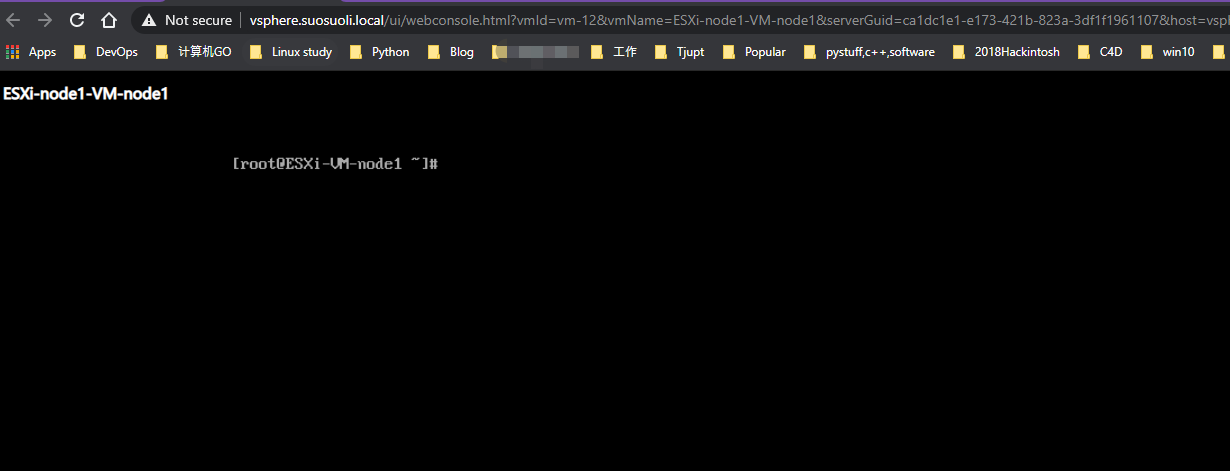 Not secure vsphere.suosuoli.local/ui/webconsole.html?vmId=vm-12&vmName=ESXi-node1-VM-node1&serverGuid=ca1dc1e1-e173-421b-823a-3df1f1961107&host=vspl
Apps DevOps 计算机GO Linux study Python Blog 工作 Tjupt Popular pystuff,c++,software 2018Hackintosh C4D win10
ESXi-node1-VM-node1
[root@ESXi-VM-node1 ~]#